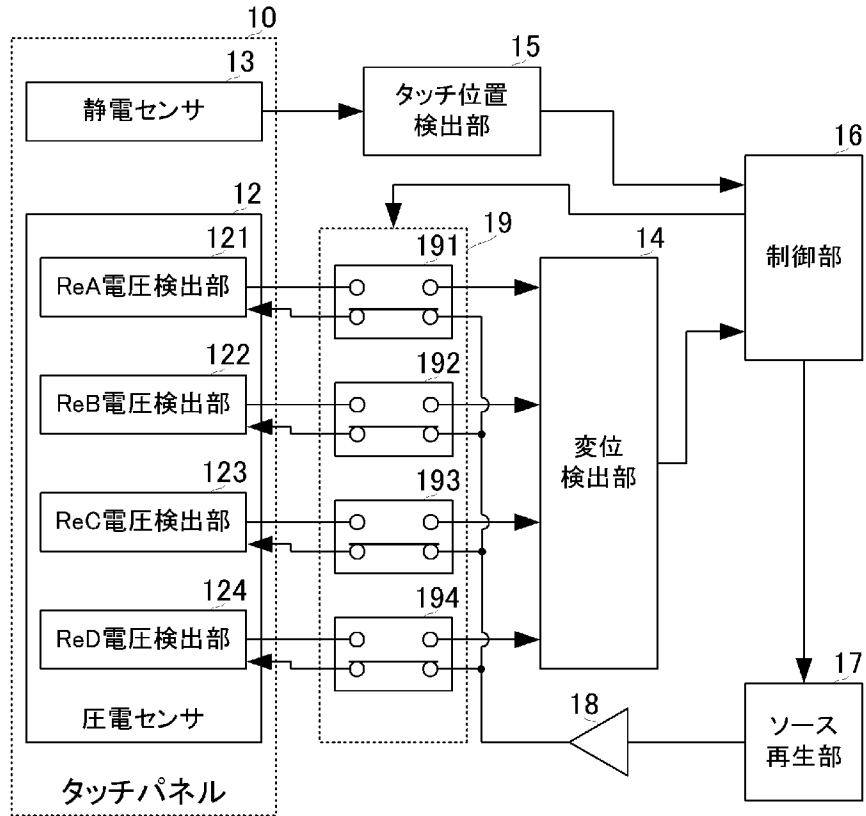 10
13
静電センサ
15
タッチ位置
検出部
16
制御部
12
121
ReA電圧検出部
122
ReB電圧検出部
123
ReC電圧検出部
124
ReD電圧検出部
圧電センサ
タッチパネル
19
191
192
193
194
14
変位
検出部
18
17
ソース
再生部